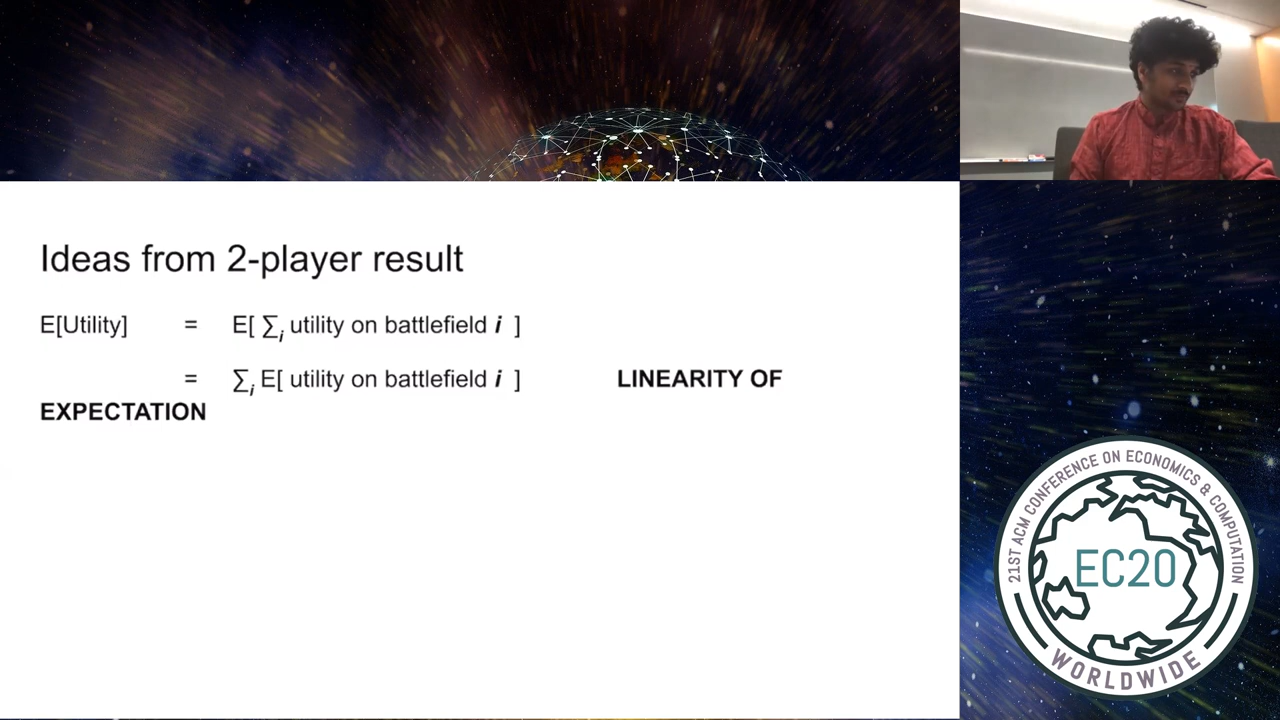 Ideas from 2-player result
E[Utility] = E[ ∑i utility on battlefield i ]
= ∑i E[ utility on battlefield i ] LINEARITY OF
EXPECTATION
21ST ACM CONFERENCE ON ECONOMICS & COMPUTATION
EC20
WORLDWIDE